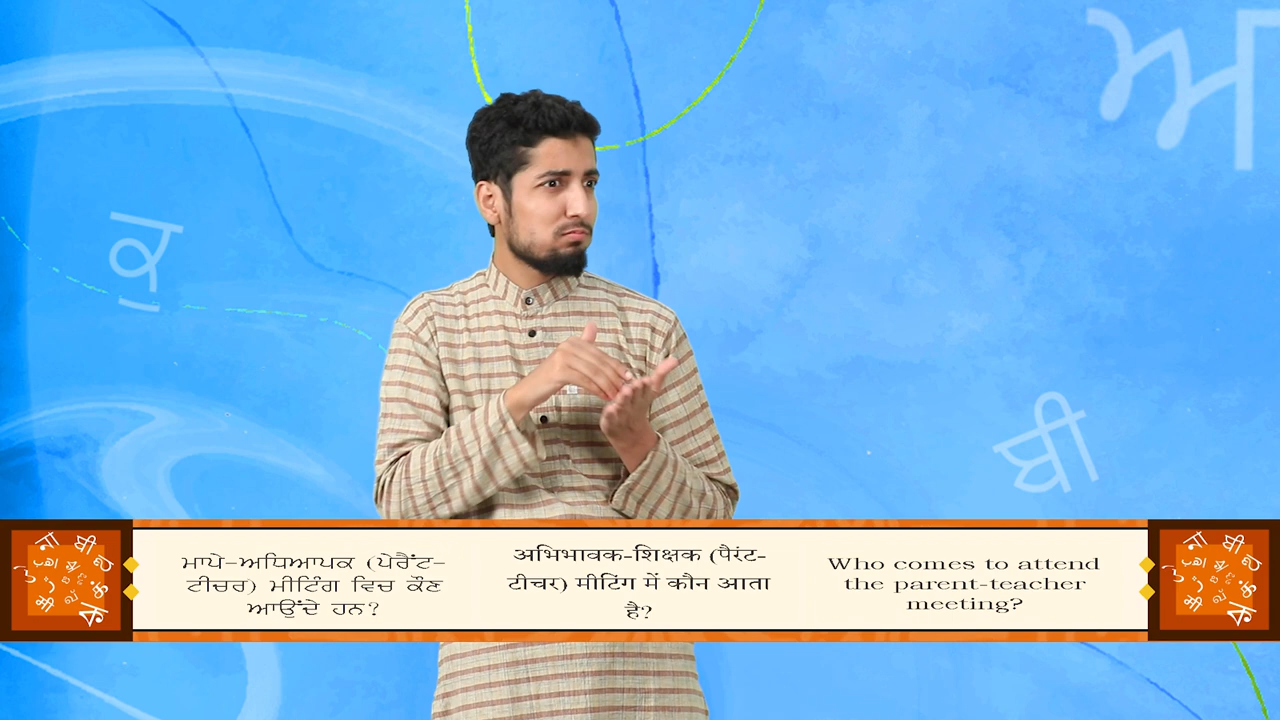 ਅ
ਕ੍ਰ
ਬੀ
ਮਾਪੇ-ਅਧਿਆਪਕ (ਪੇਰੈਂਟ-
ਟੀਚਰ) ਮੀਟਿੰਗ ਵਿਚ ਕੌਣ
ਆਉਂਦੇ ਹਨ?
अभिभावक-शिक्षक (पैरंट-
टीचर) मीटिंग में कौन आता
है?
Who comes to attend
the parent-teacher
meeting?